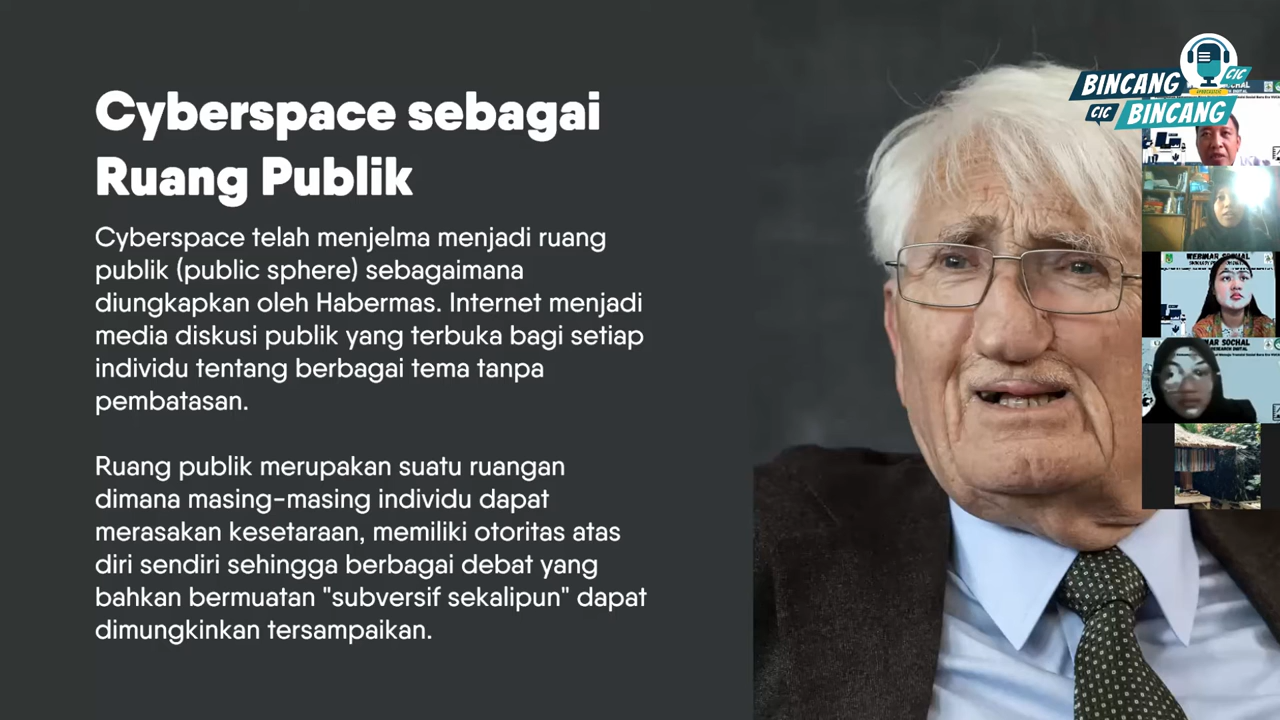 Cyberspace sebagai
Ruang Publik
Cyberspace telah menjelma menjadi ruang
publik (public sphere) sebagaimana
diungkapkan oleh Habermas. Internet menjadi
media diskusi publik yang terbuka bagi setiap
individu tentang berbagai tema tanpa
pembatasan.
Ruang publik merupakan suatu ruangan
dimana masing-masing individu dapat
merasakan kesetaraan, memiliki otoritas atas
diri sendiri sehingga berbagai debat yang
bahkan bermuatan "subversif sekalipun" dapat
dimungkinkan tersampaikan.
BINCANG CIC
CIC BINCANG
WEBINAR SOCIAL